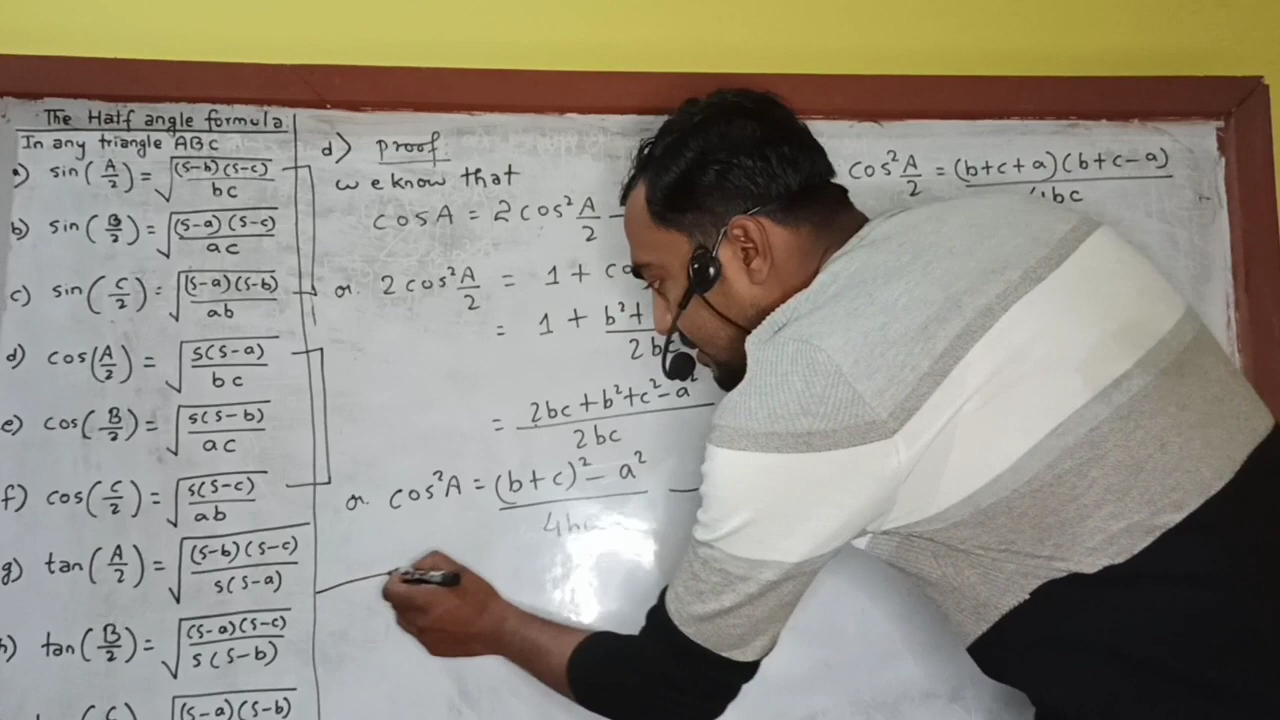 The Half angle formula
In any triangle ABC
a) sin(A/2) = √((s-b)(s-c)/bc)
b) sin(B/2) = √((s-a)(s-c)/ac)
c) sin(C/2) = √((s-a)(s-b)/ab)
d) cos(A/2) = √(s(s-a)/bc)
e) cos(B/2) = √(s(s-b)/ac)
f) cos(C/2) = √(s(s-c)/ab)
g) tan(A/2) = √((s-b)(s-c)/s(s-a))
h) tan(B/2) = √((s-a)(s-c)/s(s-b))
√((s-a)(s-b)
d) proof:
we know that
cosA = 2cos²A/2 -
or. 2cos²A/2 = 1 +
= 1 + b²+ / 2bc
= (2bc+b²+c²-a²)/2bc
or. cos²A = ((b+c)²-a²)/4bc
cos²A/2 = (b+c+a)(b+c-a)/4bc